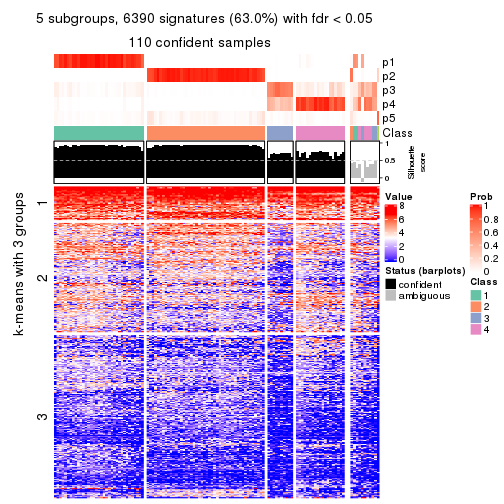 5 subgroups, 6390 signatures (63.0%) with fdr < 0.05
110 confident samples
p1
p2
p3
p4
p5
Class
1
0.5
0
Silhouette
score
k-means with 3 groups
1
2
3
Value
8
6
4
2
0
Status (barplots)
confident
ambiguous
Prob
1
0.8
0.6
0.4
0.2
0
Class
1
2
3
4